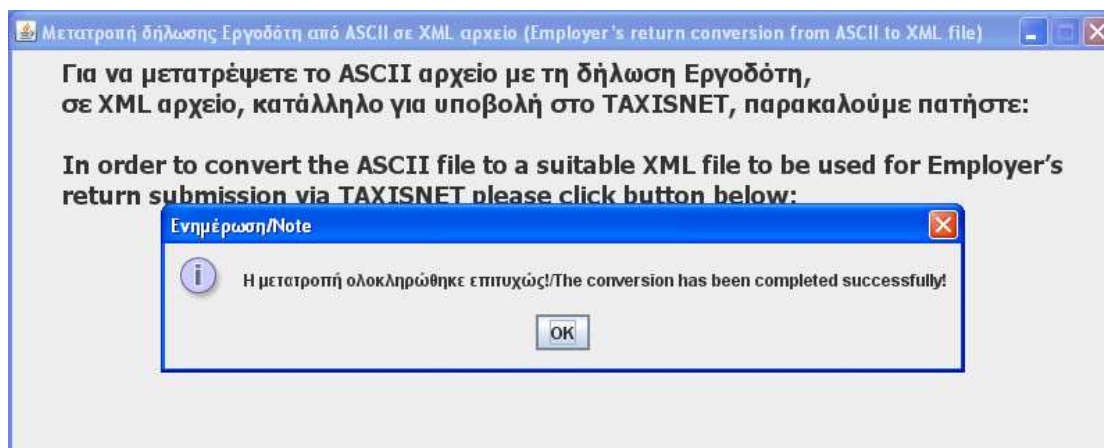 Μετατροπή δήλωσης Εργοδότη από ASCII σε XML αρχείο (Employer's return conversion from ASCII to XML file)
Για να μετατρέψετε το ASCII αρχείο με τη δήλωση Εργοδότη,
σε XML αρχείο, κατάλληλο για υποβολή στο TAXISNET, παρακαλούμε πατήστε:
In order to convert the ASCII file to a suitable XML file to be used for Employer's
return submission via TAXISNET please click button below:
Ενημέρωση/Note
Η μετατροπή ολοκληρώθηκε επιτυχώς!/The conversion has been completed successfully!
OK